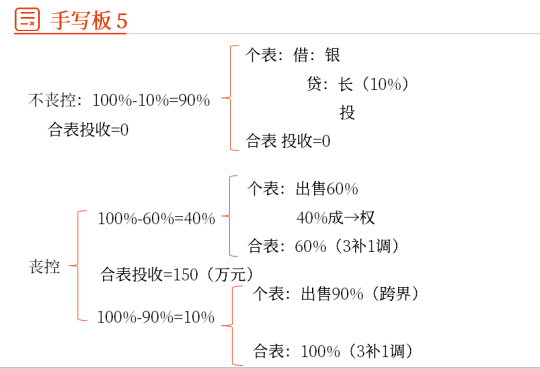 手写板 5
个表：借：银
贷：长（10%）
不丧控：100%-10%=90%
投
合表投收=0
合表 投收=0
个表：出售60%
100%-60%=40%
40%成→权
合表：60%（3补1调）
丧控
合表投收=150（万元）
个表：出售90%（跨界）
100%-90%=10%
合表：100%（3补1调）